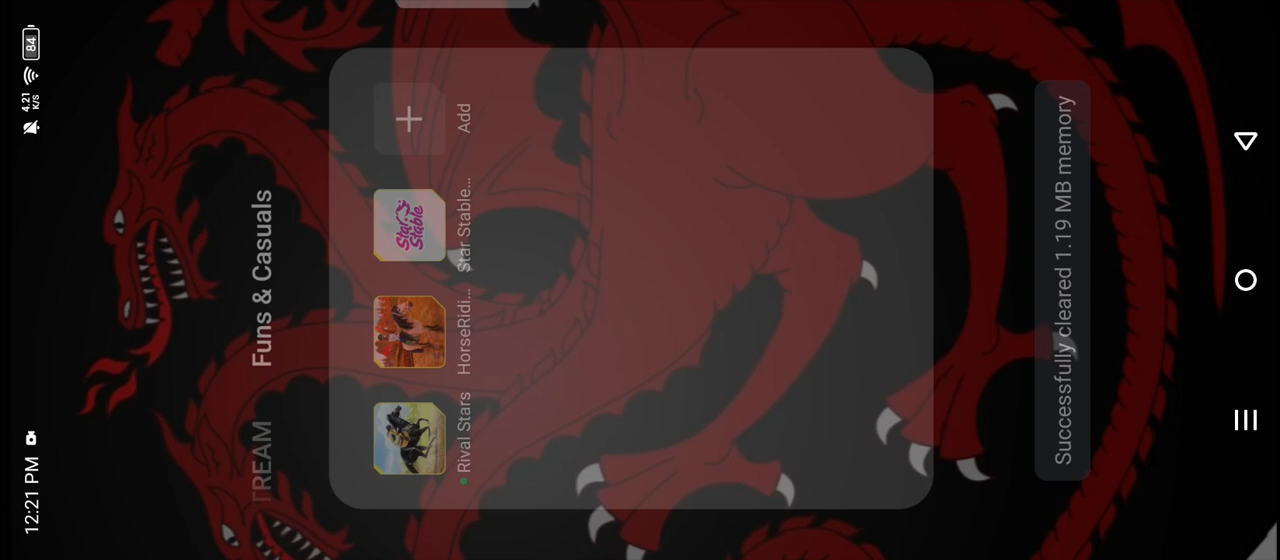 12:21 PM
4.21
K/S
84
TREAM
Funs & Casuals
Rival Stars
HorseRidi...
Star Stable
Star Stable...
Add
Successfully cleared 1.19 MB memory